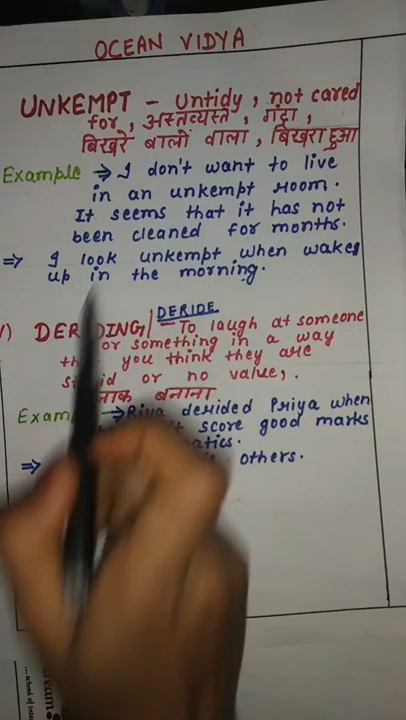 OCEAN VIDYA
UNKEMPT - Untidy, not cared
for, अस्तव्यस्त, गंदा,
बिखरे बालों वाला, बिखरा हुआ
Example → I don't want to live
in an unkempt room.
It seems that it has not
been cleaned for months.
⇒ I look unkempt when wakes
up in the morning.
DERIDE
DERIDING/ - To laugh at someone
or something in a way
you think they are
or no value,.
बनाना
Riya derided Priya when
score good marks
⇒ others.